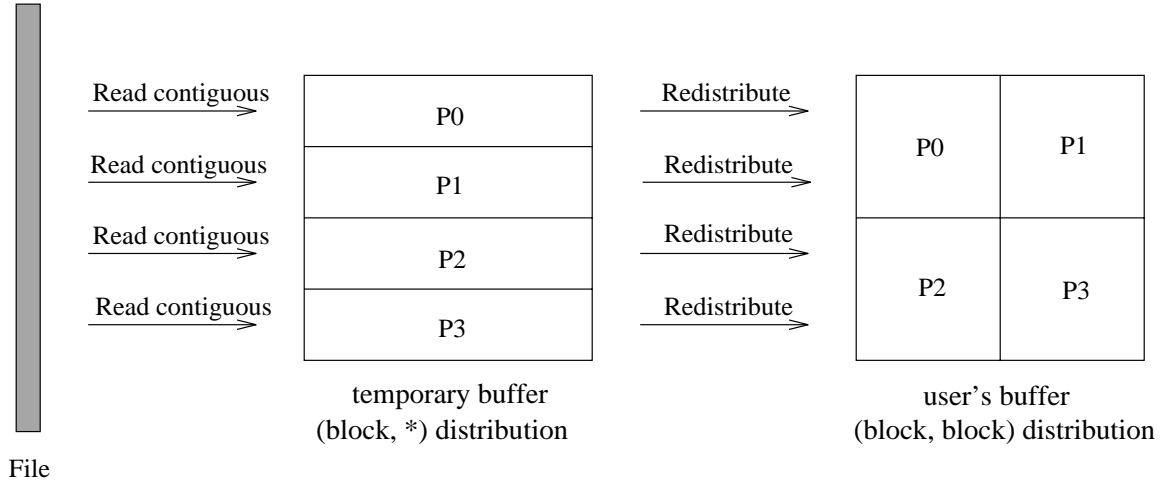 Read contiguous
Read contiguous
Read contiguous
Read contiguous
P0
P1
P2
P3
temporary buffer
(block, *) distribution
Redistribute
Redistribute
Redistribute
Redistribute
P0
P1
P2
P3
user’s buffer
(block, block) distribution
File